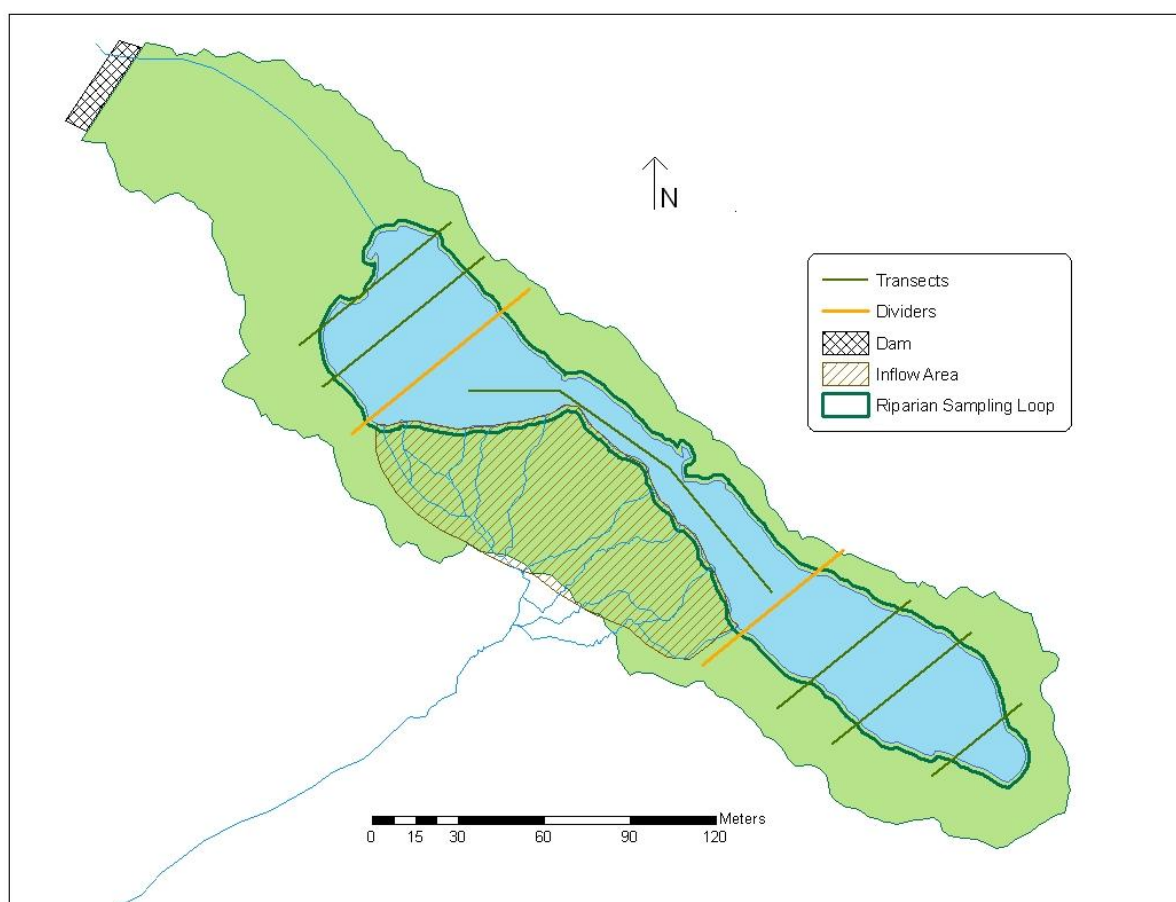 N
Transects
Dividers
Dam
Inflow Area
Riparian Sampling Loop
Meters
0 15 30 60 90 120